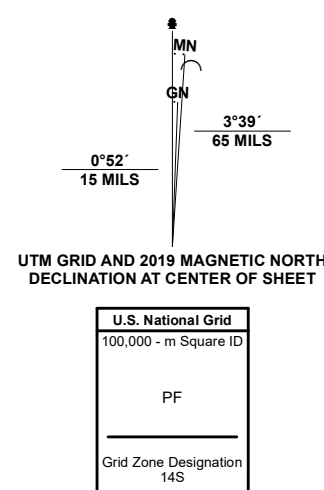 MN
GN
3°39´
65 MILS
0°52´
15 MILS
UTM GRID AND 2019 MAGNETIC NORTH
DECLINATION AT CENTER OF SHEET
U.S. National Grid
100,000 - m Square ID
PF
Grid Zone Designation
14S